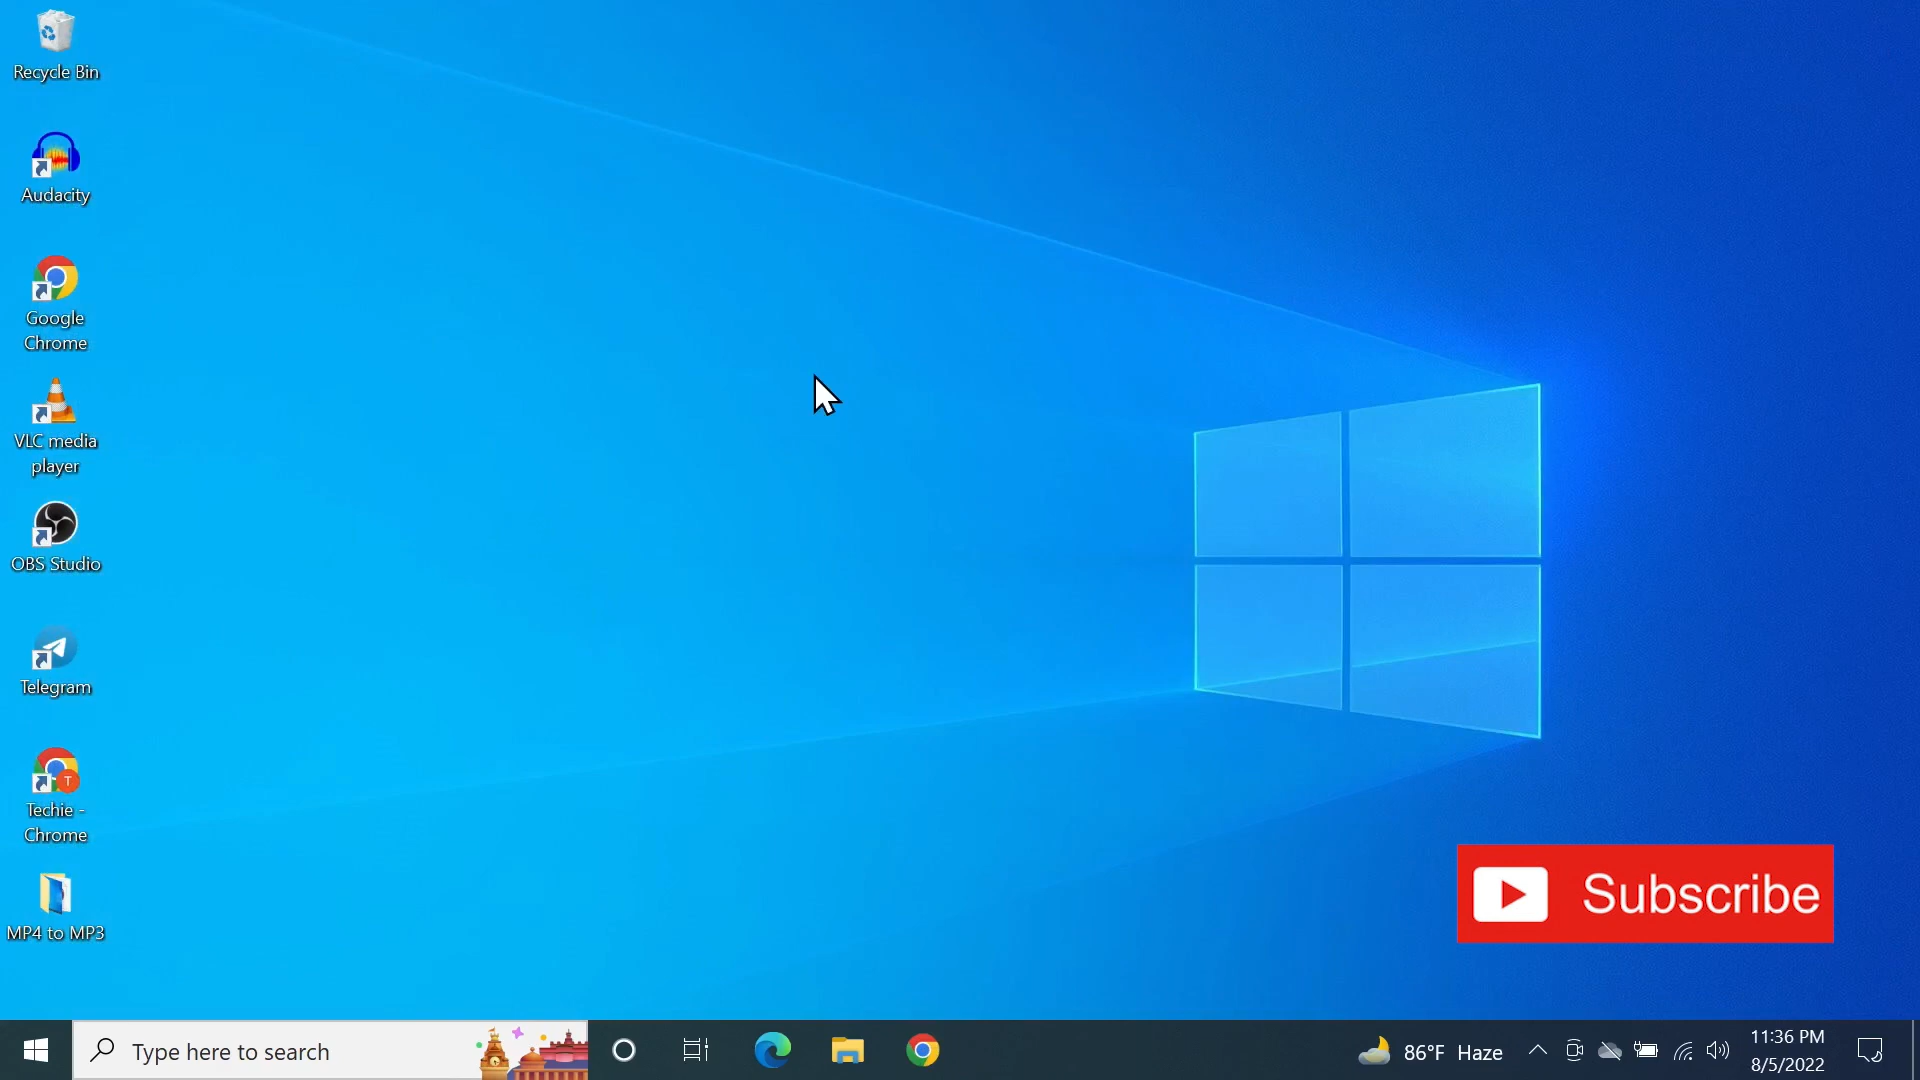 Recycle Bin
Audacity
Google
Chrome
VLC media
player
OBS Studio
Telegram
T
Techie -
Chrome
MP4 to MP3
Subscribe
Type here to search
86°F Haze
11:36 PM
8/5/2022